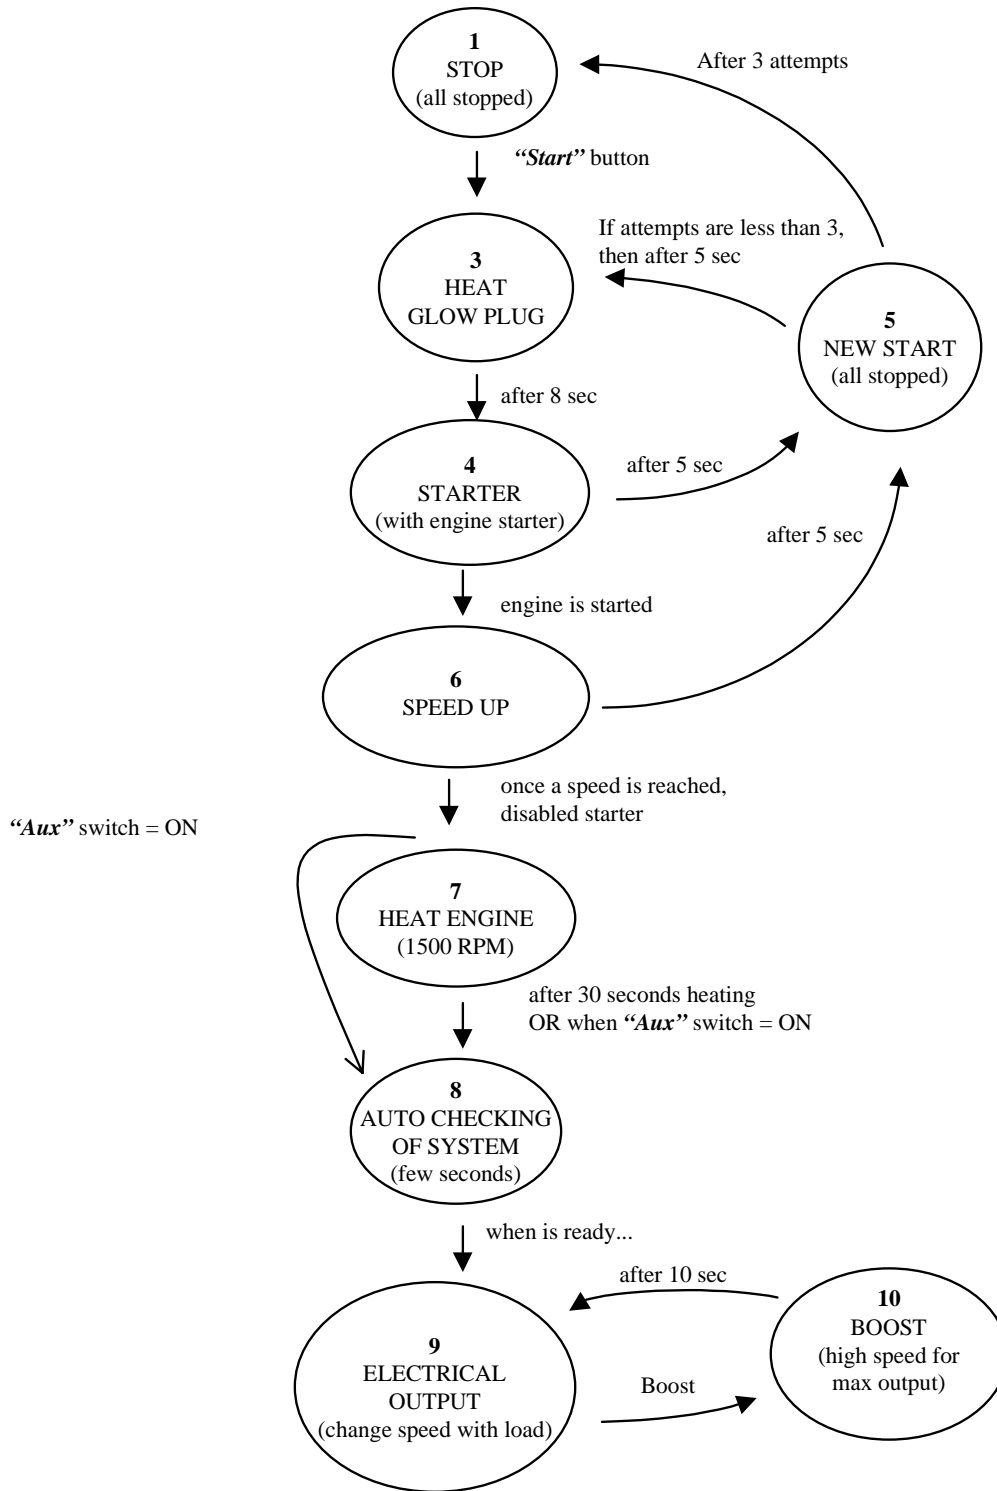 1
STOP
(all stopped)
After 3 attempts
“Start” button
If attempts are less than 3,
then after 5 sec
3
HEAT
GLOW PLUG
5
NEW START
(all stopped)
after 8 sec
4
STARTER
(with engine starter)
after 5 sec
after 5 sec
engine is started
6
SPEED UP
once a speed is reached,
disabled starter
“Aux” switch = ON
7
HEAT ENGINE
(1500 RPM)
after 30 seconds heating
OR when “Aux” switch = ON
8
AUTO CHECKING
OF SYSTEM
(few seconds)
when is ready...
after 10 sec
10
BOOST
(high speed for
max output)
9
ELECTRICAL
OUTPUT
(change speed with load)
Boost